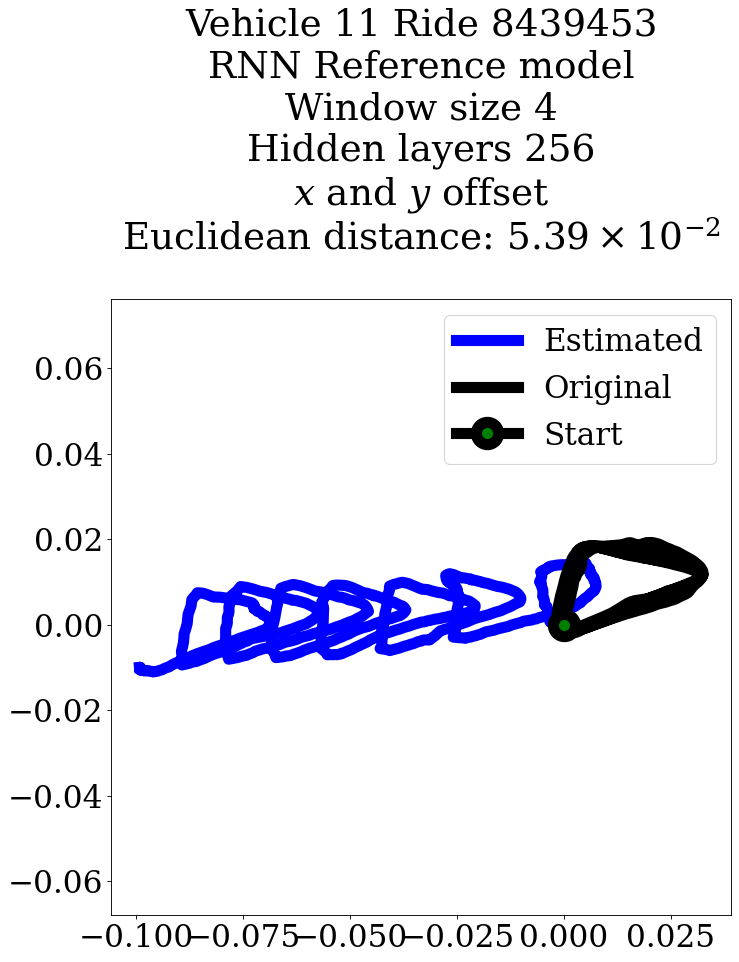 Vehicle 11 Ride 8439453
RNN Reference model
Window size 4
Hidden layers 256
x and y offset
Euclidean distance: 5.39 × 10⁻²
Estimated
Original
Start
0.06
0.04
0.02
0.00
−0.02
−0.04
−0.06
−0.100 −0.075 −0.050 −0.025 0.000 0.025